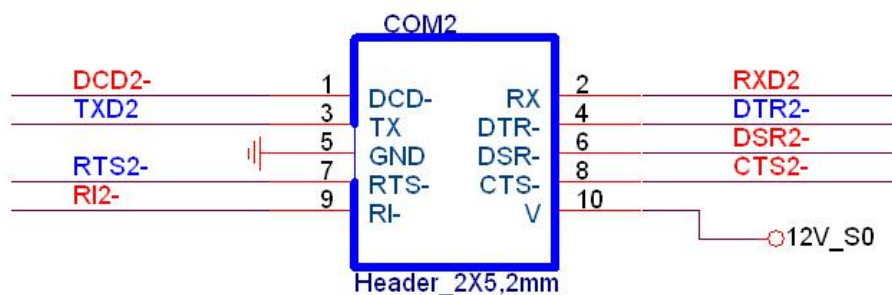 COM2
DCD2- 1 DCD- RX 2 RXD2
TXD2 3 TX DTR- 4 DTR2-
5 GND DSR- 6 DSR2-
RTS2- 7 RTS- CTS- 8 CTS2-
RI2- 9 RI- V 10
12V_S0
Header_2X5,2mm